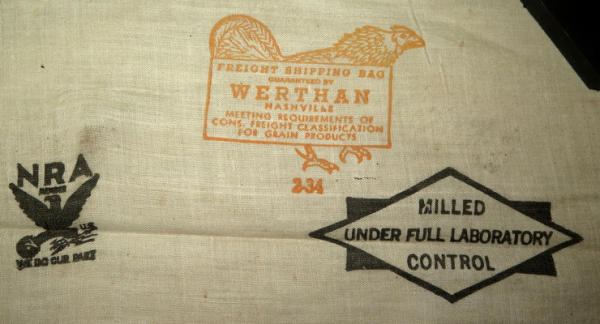 FREIGHT SHIPPING BAG
GUARANTEED BY
WERTHAN
NASHVILLE
MEETING REQUIREMENTS OF
CONS. FREIGHT CLASSIFICATION
FOR GRAIN PRODUCTS
2-34
NRA
MEMBER
U.S.
WE DO OUR PART
MILLED
UNDER FULL LABORATORY
CONTROL